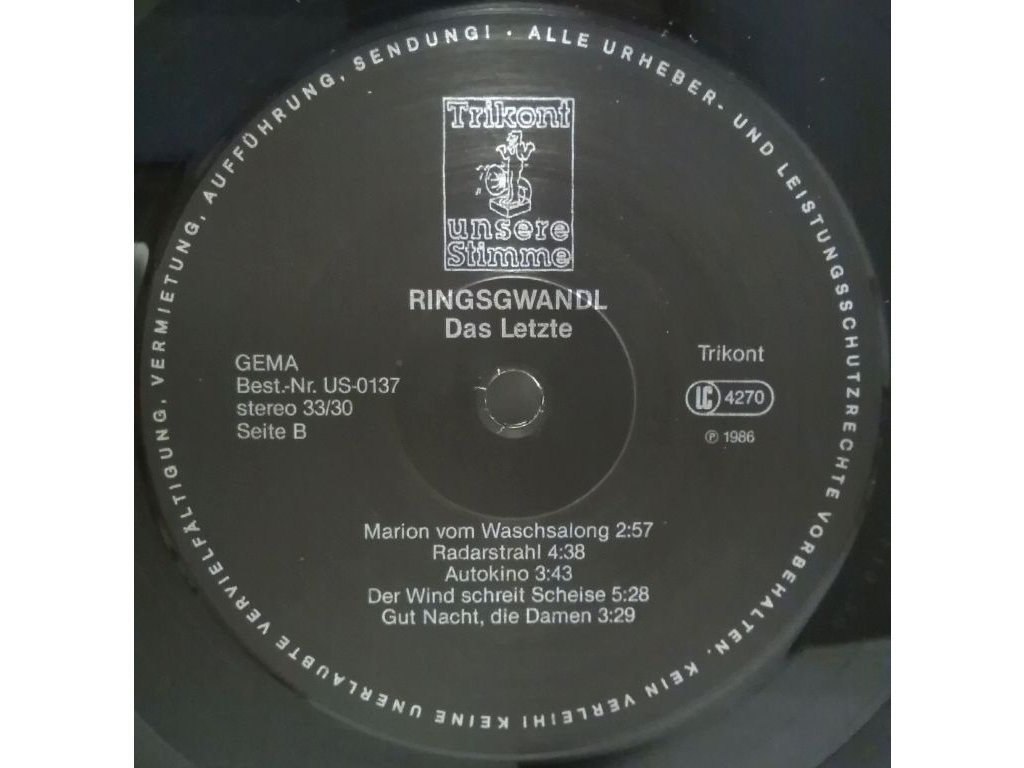 ALLE URHEBER- UND LEISTUNGSSCHUTZRECHTE VORBEHALTEN. KEIN VERLEIH! KEINE UNERLAUBTE VERVIELFÄLTIGUNG, VERMIETUNG, AUFFÜHRUNG, SENDUNG! •
Trikont
unsere
Stimme
RINGSGWANDL
Das Letzte
GEMA
Best.-Nr. US-0137
stereo 33/30
Seite B
Trikont
LC 4270
℗ 1986
Marion vom Waschsalong 2:57
Radarstrahl 4:38
Autokino 3:43
Der Wind schreit Scheise 5:28
Gut Nacht, die Damen 3:29